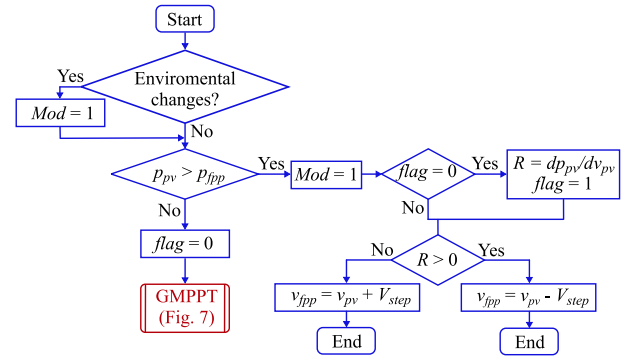 Start
Enviromental
changes?
Yes
Mod = 1
No
p_pv > p_fpp
Yes
Mod = 1
flag = 0
Yes
R = dp_pv/dv_pv
flag = 1
No
No
flag = 0
R > 0
No
Yes
GMPPT
(Fig. 7)
v_fpp = v_pv + V_step
v_fpp = v_pv - V_step
End
End